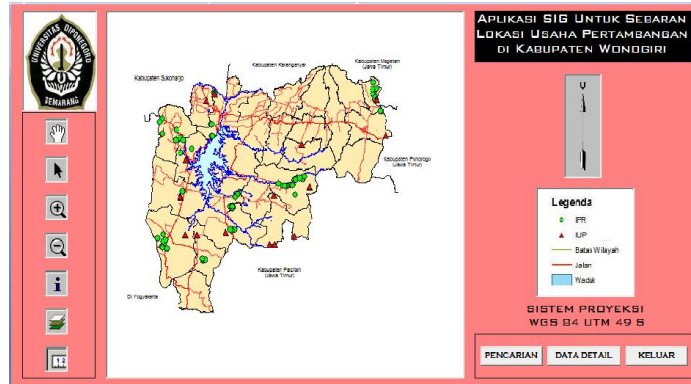 UNIVERSITAS DIPONEGORO
SEMARANG
APLIKASI SIG UNTUK SEBARAN
LOKASI USAHA PERTAMBANGAN
DI KABUPATEN WONOGIRI
Kabupaten Karanganyar
Kabupaten Magetan
(Jawa Timur)
Kabupaten Sukoharjo
Kabupaten Ponorogo
(Jawa Timur)
Kabupaten Pacitan
(Jawa Timur)
DI Yogyakarta
U
Legenda
IPR
IUP
Batas Wilayah
Jalan
Waduk
SISTEM PROYEKSI
WGS 84 UTM 49 S
PENCARIAN DATA DETAIL KELUAR